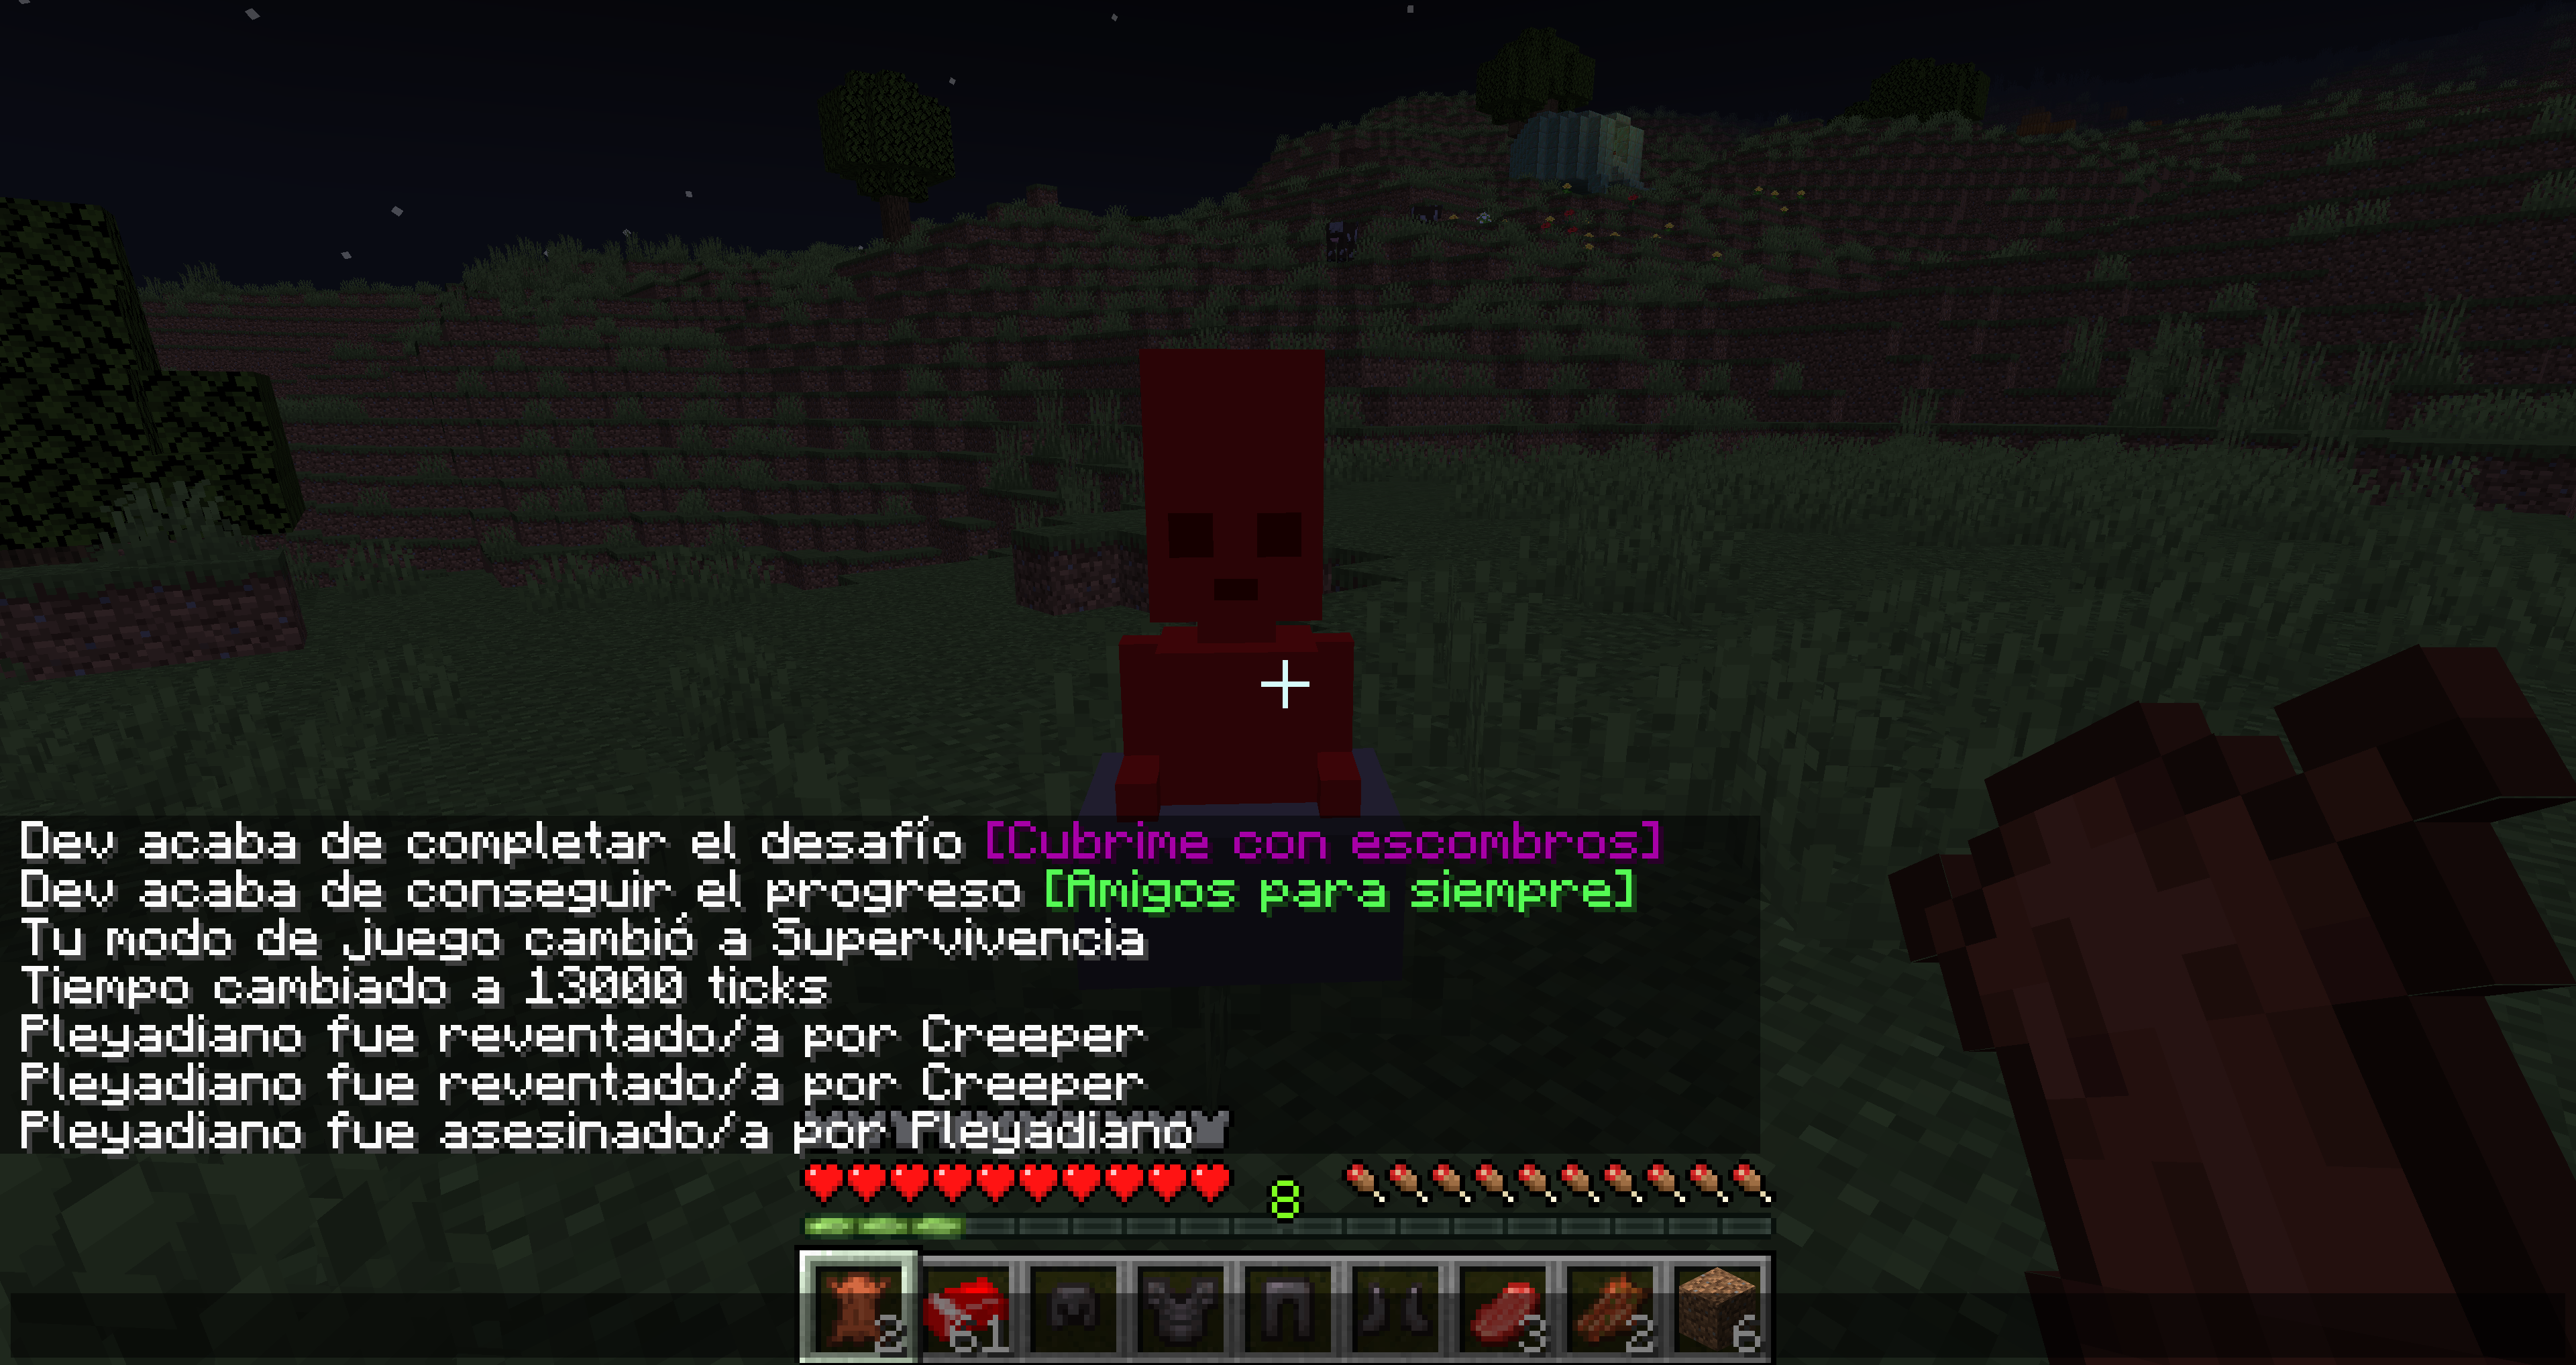 Dev acaba de completar el desafío [Cubrime con escombros]
Dev acaba de conseguir el progreso [Amigos para siempre]
Tu modo de juego cambió a Supervivencia
Tiempo cambiado a 13000 ticks
Pleyadiano fue reventado/a por Creeper
Pleyadiano fue reventado/a por Creeper
Pleyadiano fue asesinado/a por Pleyadiano
8
2 61 3 2 6